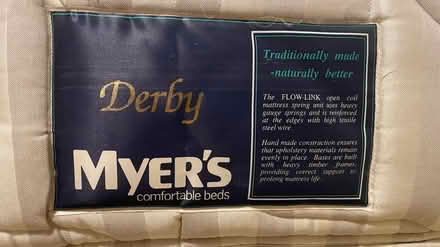 Derby
MYER'S
comfortable beds
Traditionally made
-naturally better
The FLOW-LINK open coil
mattress spring unit uses heavy
gauge springs and is reinforced
at the edges with high tensile
steel wire.
Hand made construction ensures
that upholstery materials remain
evenly in place. Bases are built
with heavy timber frames,
providing correct support to
prolong mattress life.